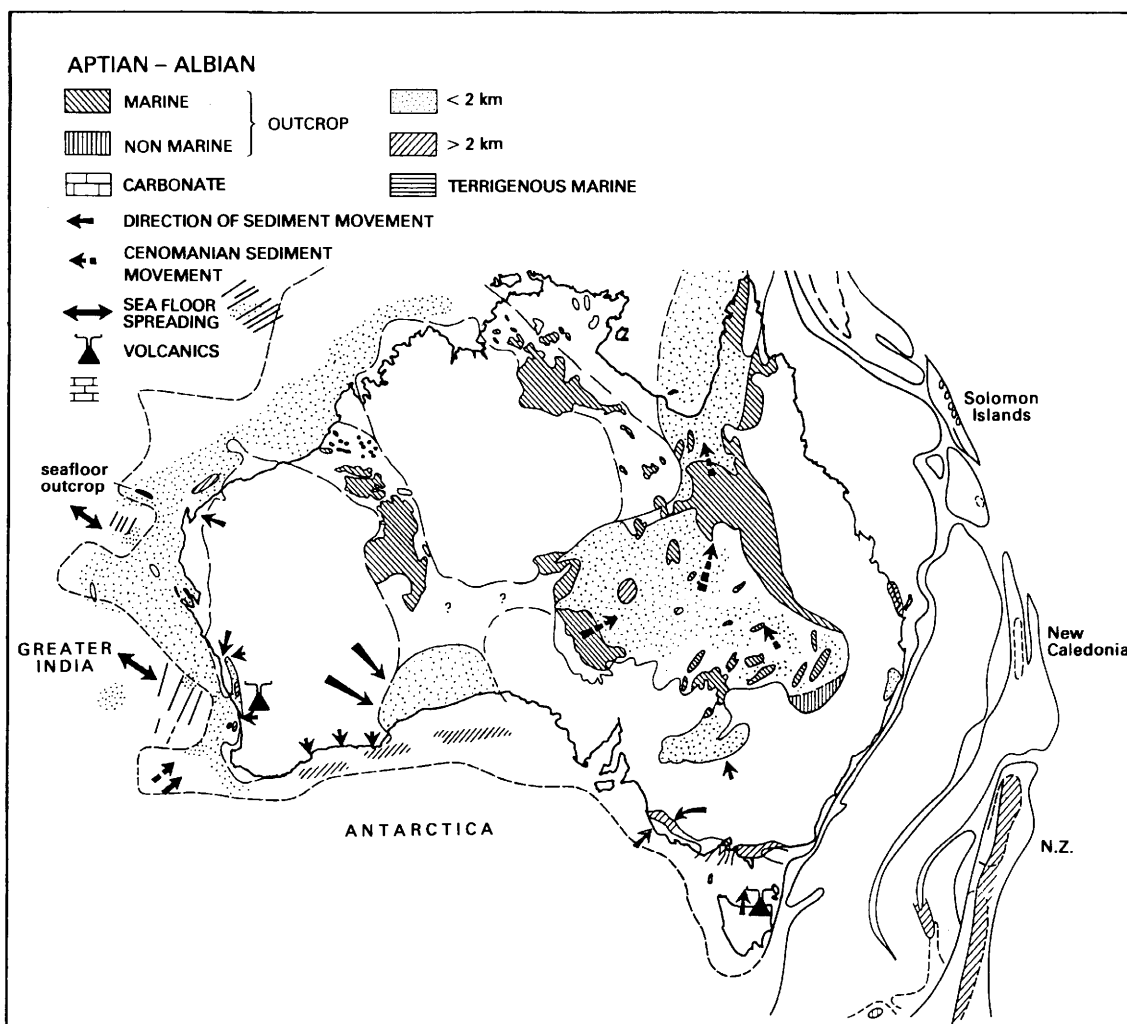 APTIAN – ALBIAN
MARINE
NON MARINE
OUTCROP
CARBONATE
< 2 km
> 2 km
TERRIGENOUS MARINE
DIRECTION OF SEDIMENT MOVEMENT
CENOMANIAN SEDIMENT
MOVEMENT
SEA FLOOR
SPREADING
VOLCANICS
Solomon
Islands
seafloor
outcrop
? ?
GREATER
INDIA
New
Caledonia
ANTARCTICA
N.Z.